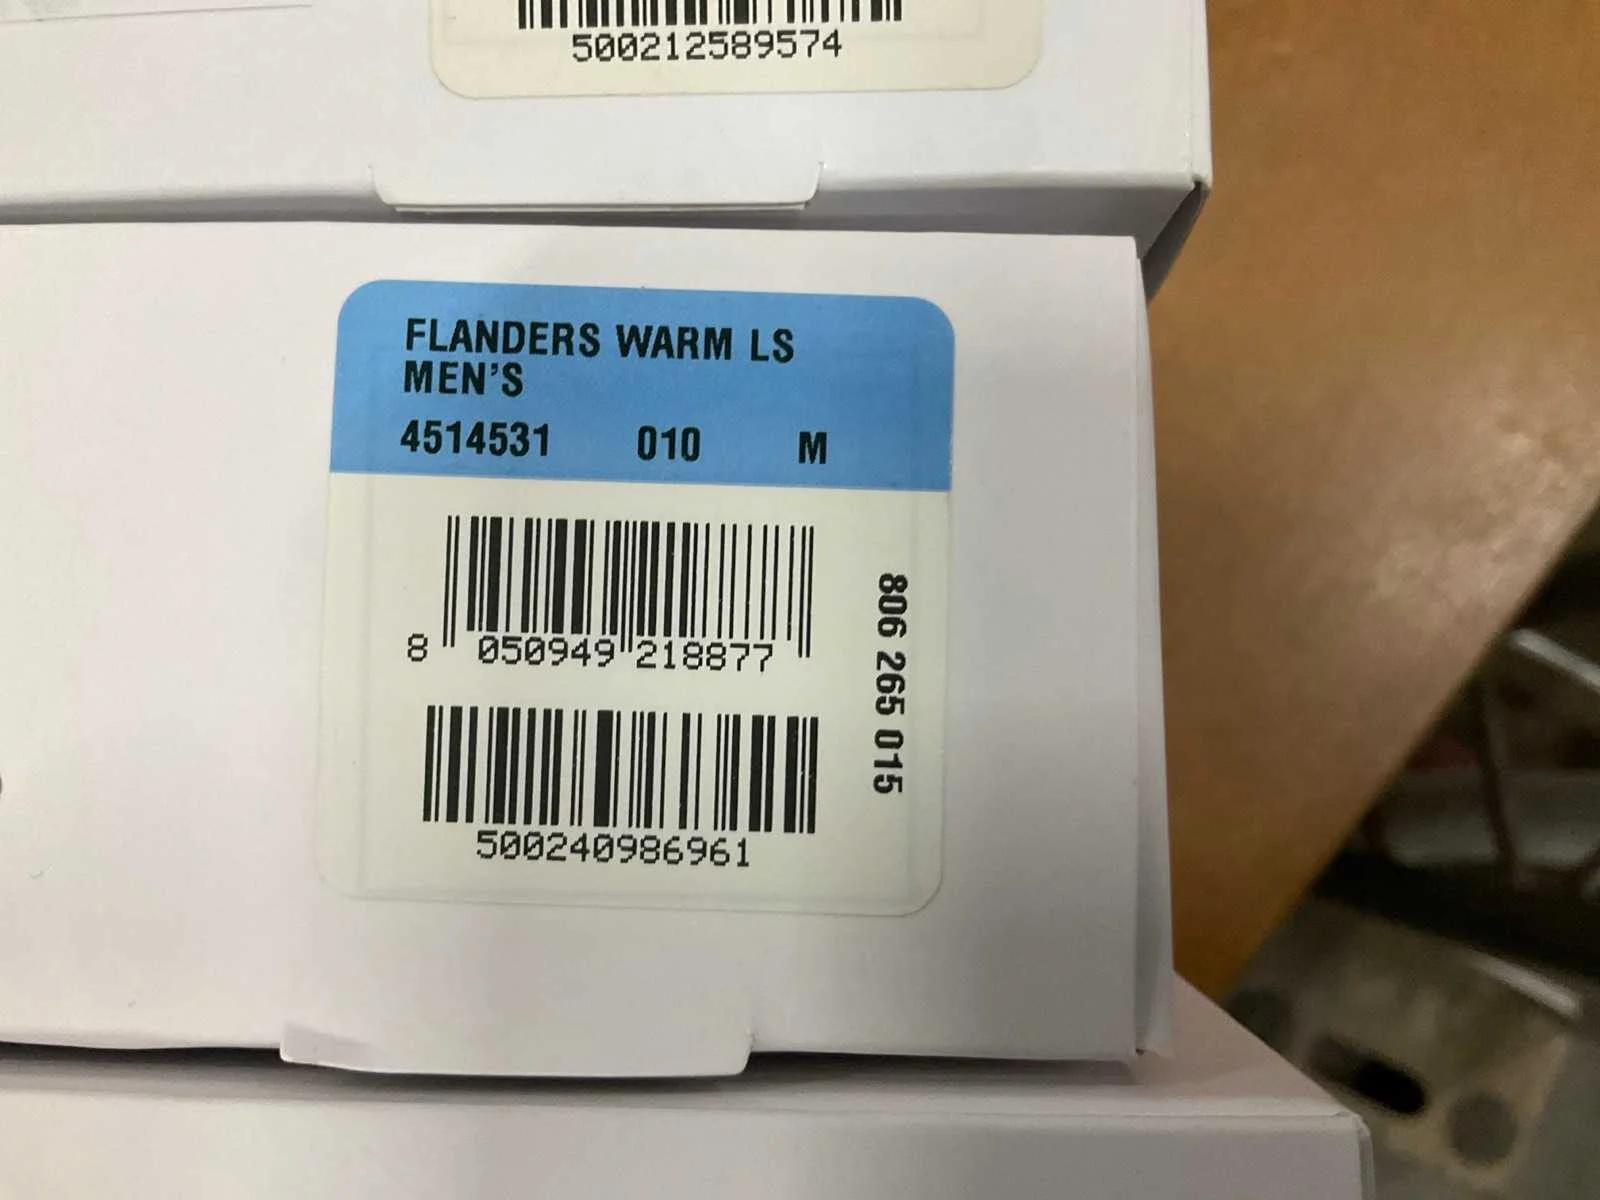 500212589574
FLANDERS WARM LS
MEN'S
4514531 010 M
8 050949 218877
806 265 015
500240986961